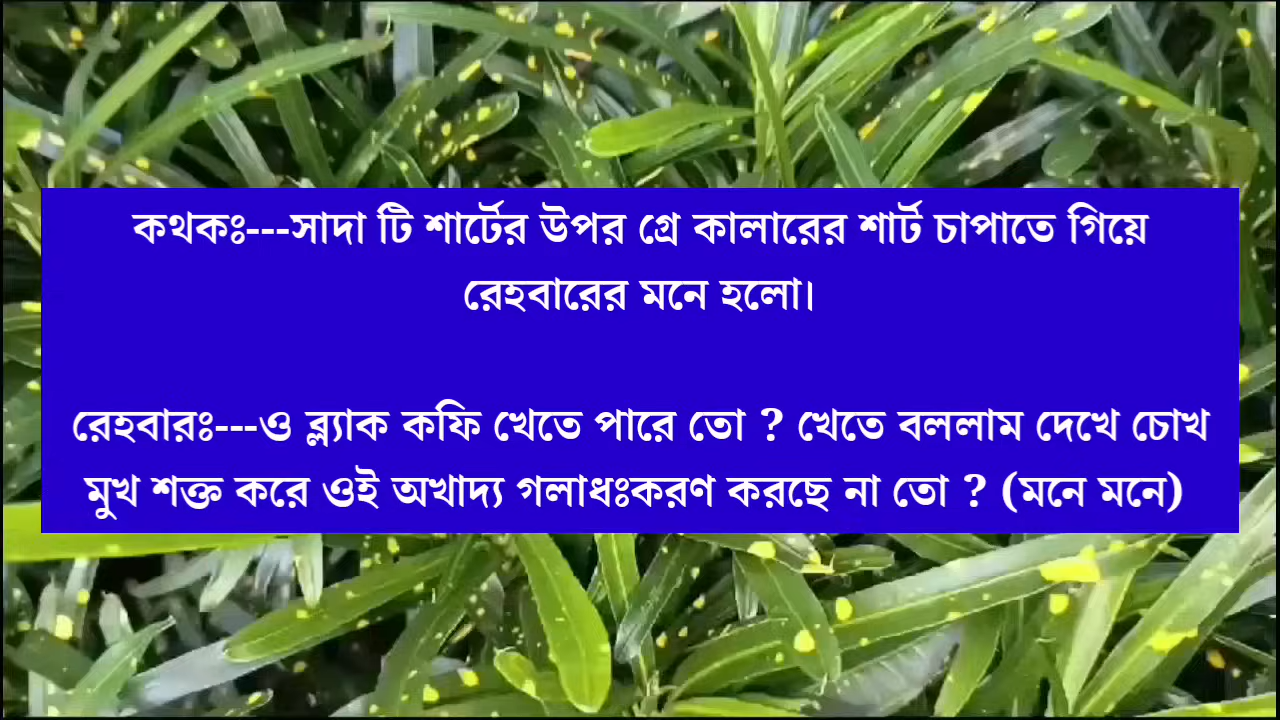 কথকঃ---সাদা টি শার্টের উপর গ্রে কালারের শার্ট চাপাতে গিয়ে
রেহবারের মনে হলো।
রেহবারঃ---ও ব্ল্যাক কফি খেতে পারে তো ? খেতে বললাম দেখে চোখ
মুখ শক্ত করে ওই অখাদ্য গলাধঃকরণ করছে না তো ? (মনে মনে)